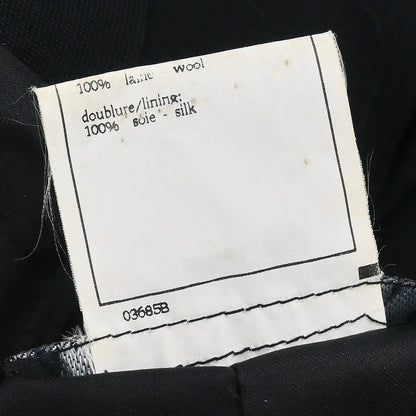 100% laine - wool
doublure/lining:
100% soie - silk
03685B